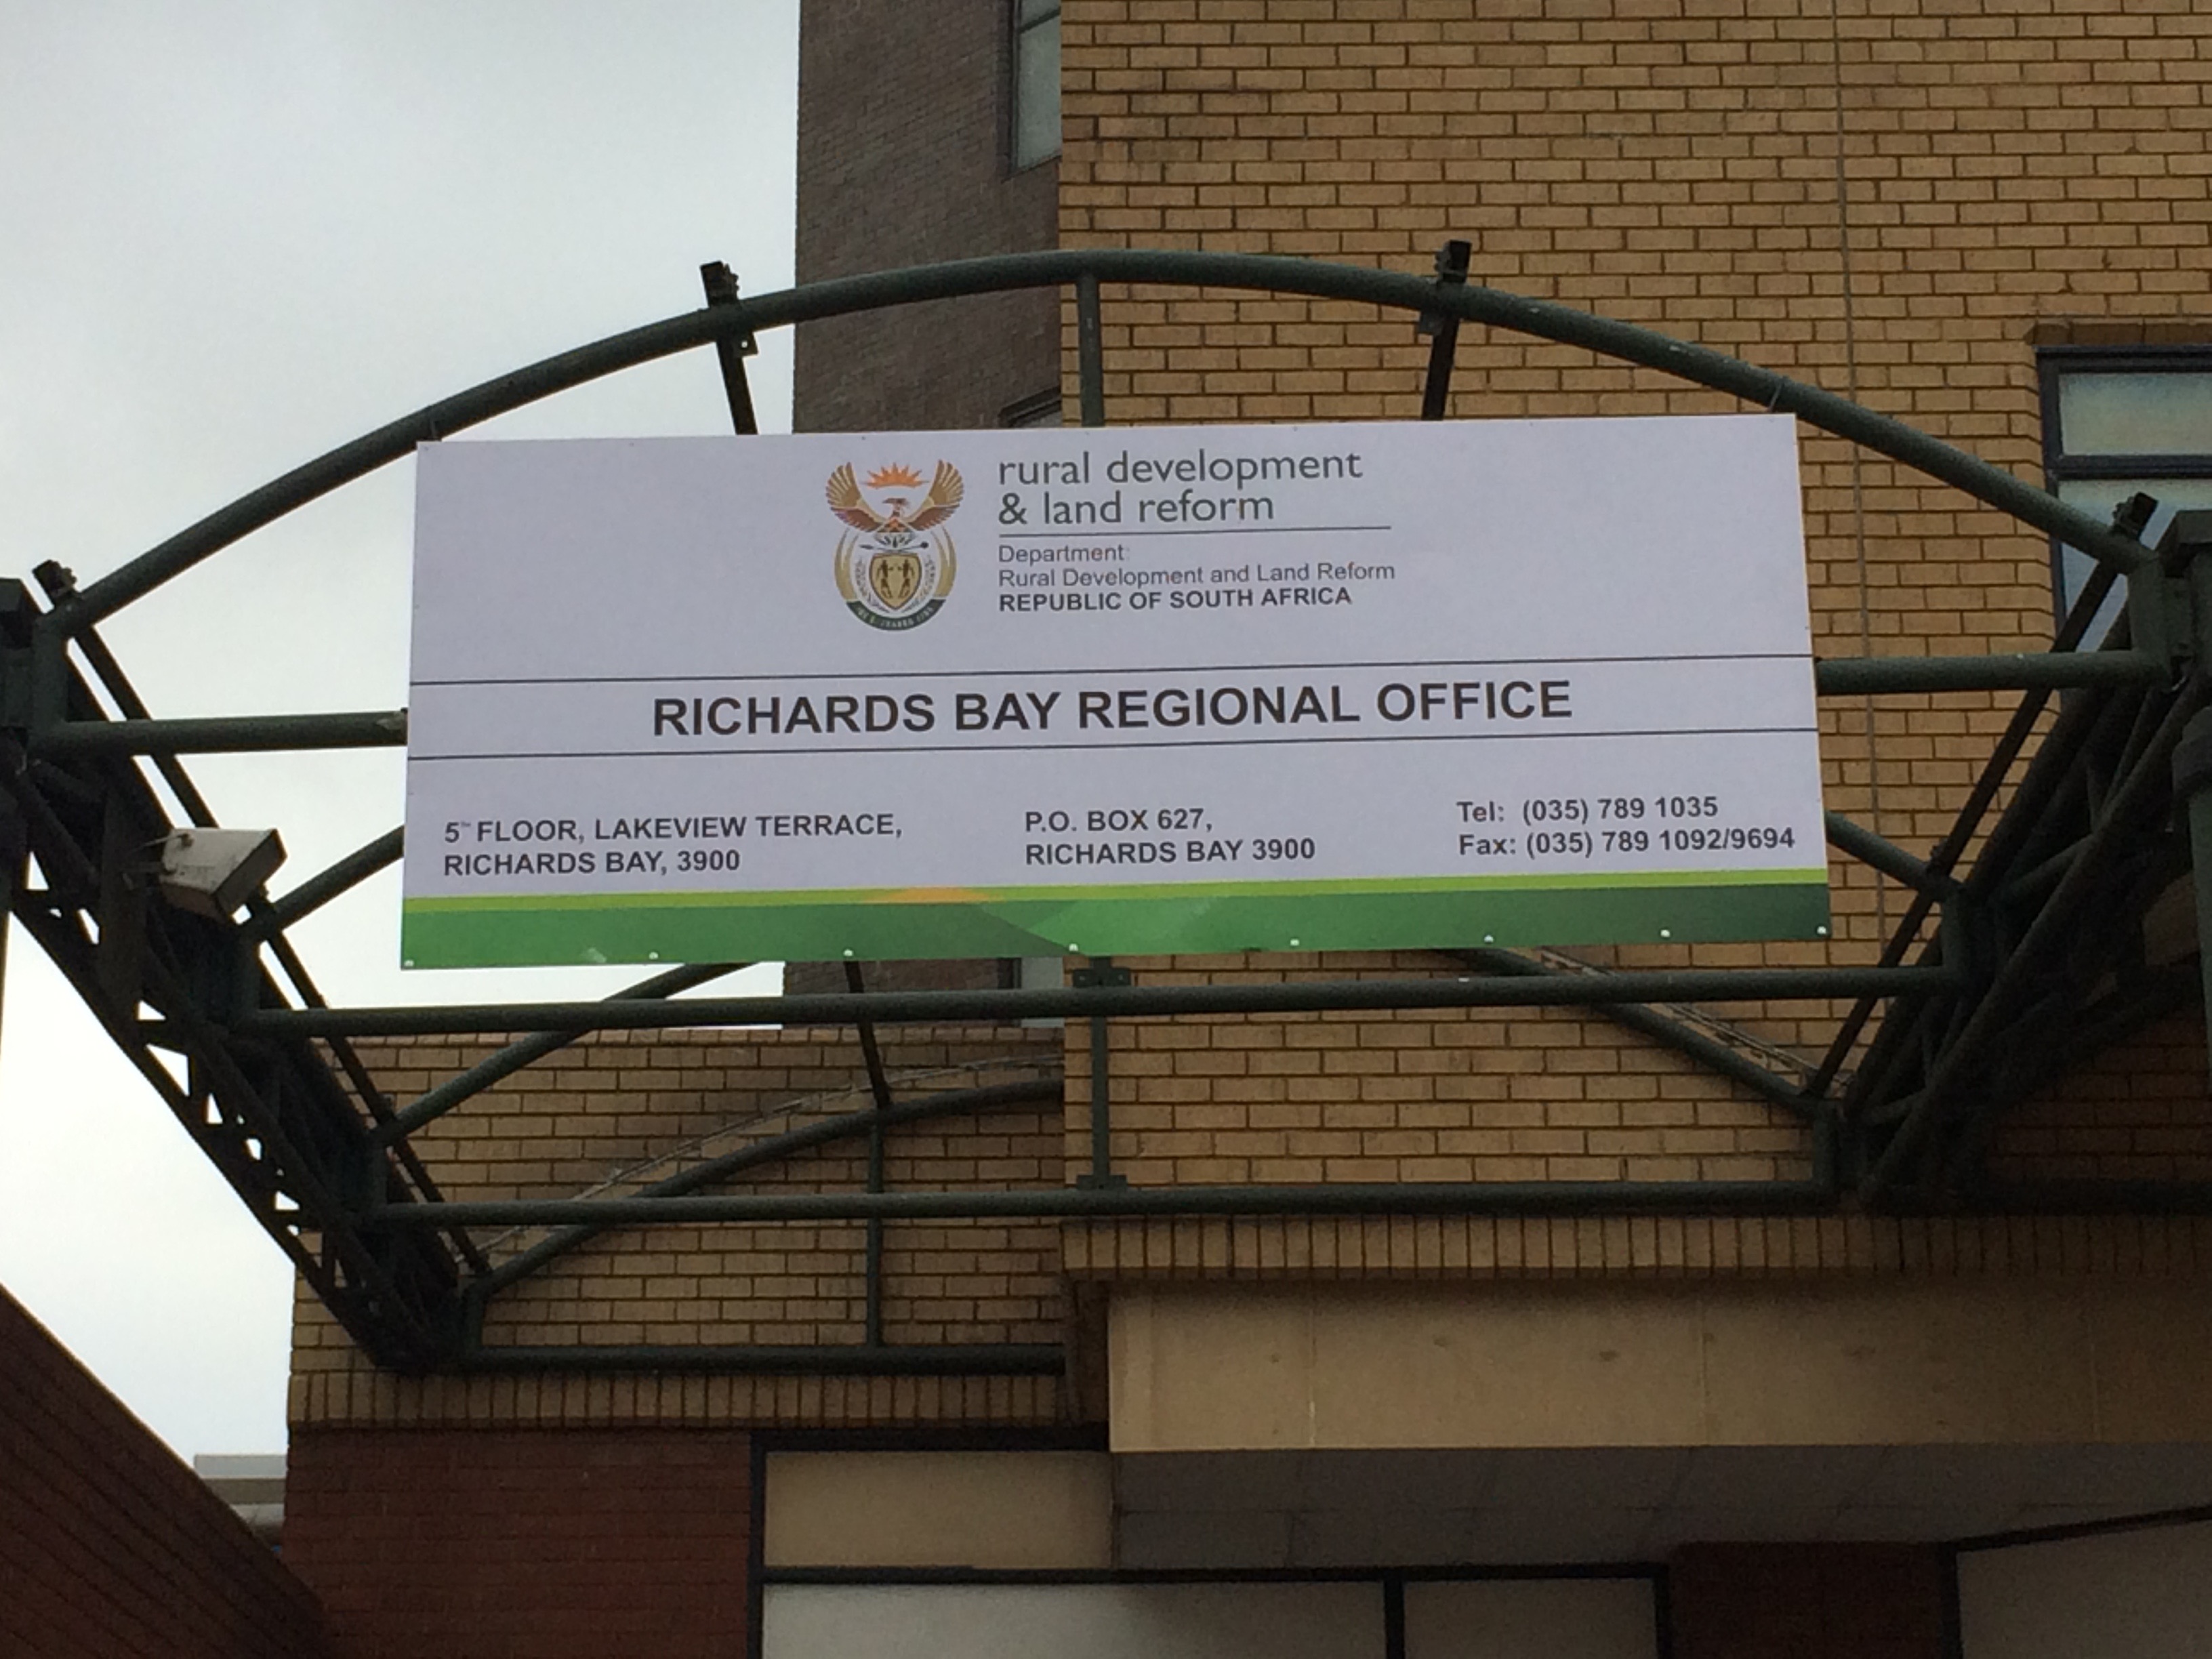 rural development
& land reform
Department:
Rural Development and Land Reform
REPUBLIC OF SOUTH AFRICA
RICHARDS BAY REGIONAL OFFICE
5TH FLOOR, LAKEVIEW TERRACE,
RICHARDS BAY, 3900
P.O. BOX 627,
RICHARDS BAY 3900
Tel: (035) 789 1035
Fax: (035) 789 1092/9694